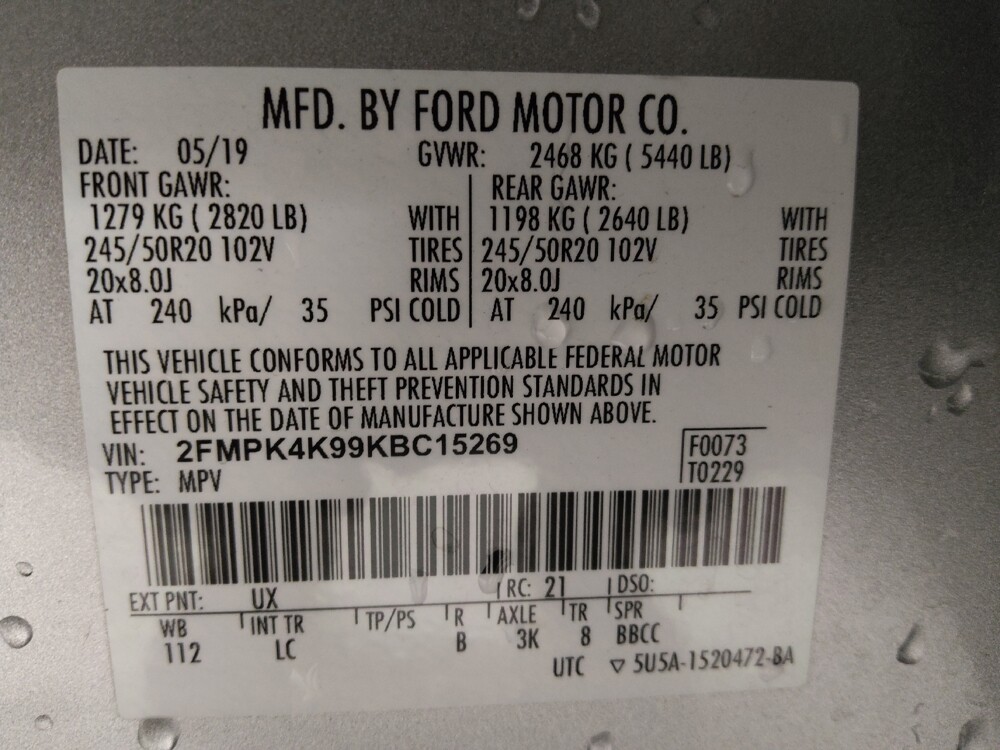 MFD. BY FORD MOTOR CO.
DATE: 05/19 GVWR: 2468 KG ( 5440 LB)
FRONT GAWR: REAR GAWR:
1279 KG ( 2820 LB) WITH 1198 KG ( 2640 LB) WITH
245/50R20 102V TIRES 245/50R20 102V TIRES
20x8.0J RIMS 20x8.0J RIMS
AT 240 kPa/ 35 PSI COLD AT 240 kPa/ 35 PSI COLD
THIS VEHICLE CONFORMS TO ALL APPLICABLE FEDERAL MOTOR
VEHICLE SAFETY AND THEFT PREVENTION STANDARDS IN
EFFECT ON THE DATE OF MANUFACTURE SHOWN ABOVE.
VIN: 2FMPK4K99KBC15269 F0073
TYPE: MPV T0229
EXT PNT: UX RC: 21 DSO:
WB INT TR TP/PS R AXLE TR SPR
112 LC B 3K 8 BBCC
UTC ▽ 5U5A-1520472-BA